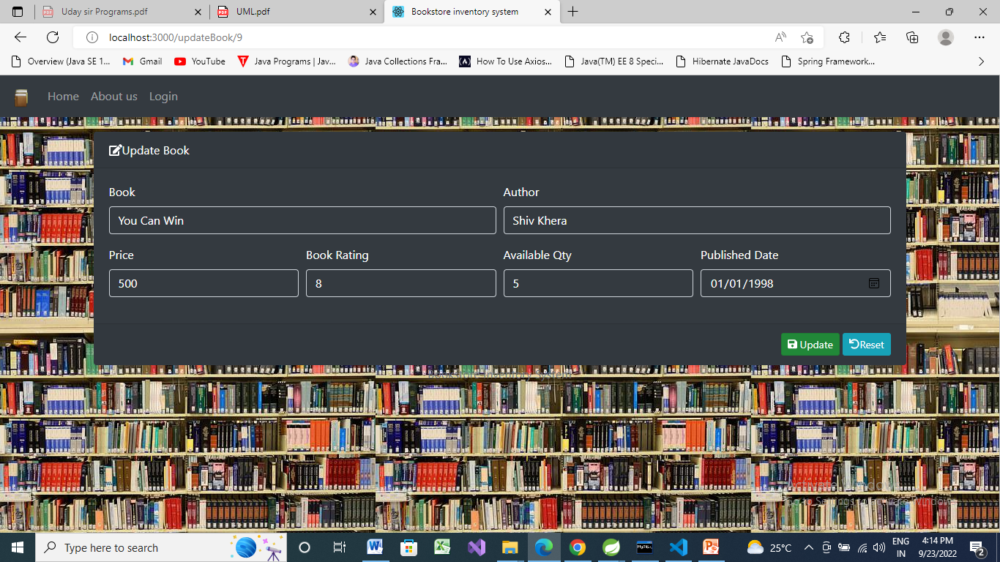 Uday sir Programs.pdf
UML.pdf
Bookstore inventory system
localhost:3000/updateBook/9
Overview (Java SE 1...
Gmail
YouTube
Java Programs | Jav...
Java Collections Fra...
How To Use Axios...
Java(TM) EE 8 Speci...
Hibernate JavaDocs
Spring Framework...
Home About us Login
Update Book
Book Author
You Can Win Shiv Khera
Price Book Rating Available Qty Published Date
500 8 5 01/01/1998
Update Reset
Type here to search
25°C
ENG
IN
4:14 PM
9/23/2022
2